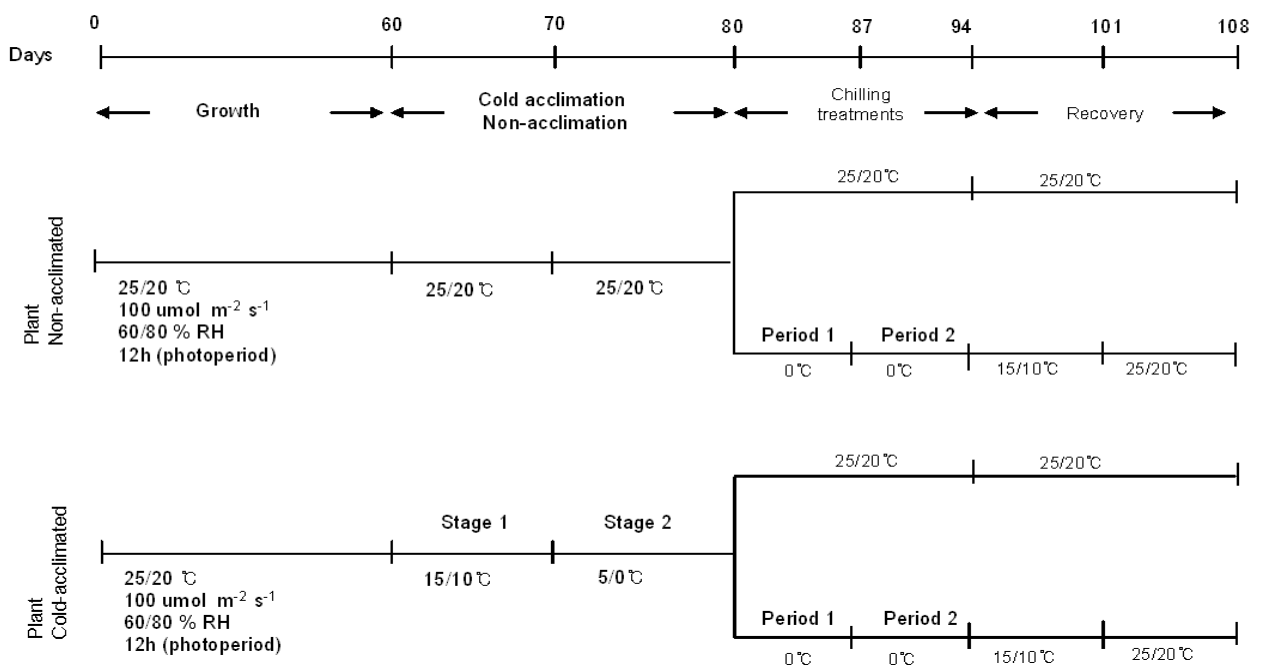 0 60 70 80 87 94 101 108
Days
Growth
Cold acclimation
Non-acclimation
Chilling
treatments
Recovery
Plant
Non-acclimated
25/20 ℃
100 umol m⁻² s⁻¹
60/80 % RH
12h (photoperiod)
25/20 ℃
25/20 ℃
25/20℃
25/20℃
Period 1
0℃
Period 2
0℃
15/10℃
25/20℃
Plant
Cold-acclimated
25/20 ℃
100 umol m⁻² s⁻¹
60/80 % RH
12h (photoperiod)
Stage 1
15/10 ℃
Stage 2
5/0 ℃
25/20℃
25/20℃
Period 1
0℃
Period 2
0℃
15/10℃
25/20℃